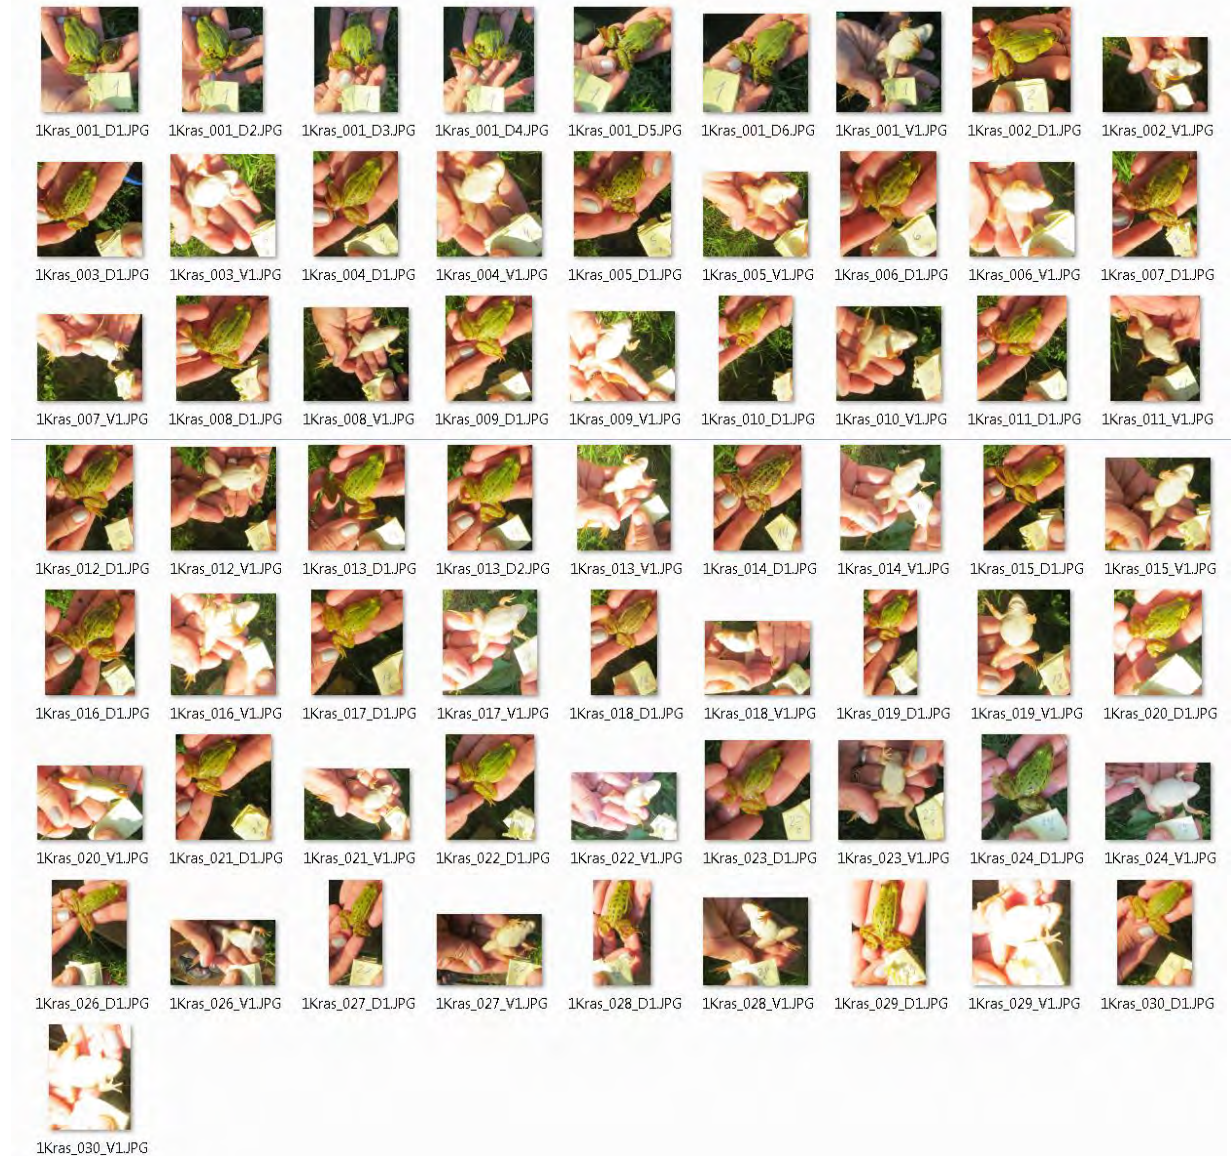 1Kras_001_D1.JPG 1Kras_001_D2.JPG 1Kras_001_D3.JPG 1Kras_001_D4.JPG 1Kras_001_D5.JPG 1Kras_001_D6.JPG 1Kras_001_V1.JPG 1Kras_002_D1.JPG 1Kras_002_V1.JPG
1Kras_003_D1.JPG 1Kras_003_V1.JPG 1Kras_004_D1.JPG 1Kras_004_V1.JPG 1Kras_005_D1.JPG 1Kras_005_V1.JPG 1Kras_006_D1.JPG 1Kras_006_V1.JPG 1Kras_007_D1.JPG
1Kras_007_V1.JPG 1Kras_008_D1.JPG 1Kras_008_V1.JPG 1Kras_009_D1.JPG 1Kras_009_V1.JPG 1Kras_010_D1.JPG 1Kras_010_V1.JPG 1Kras_011_D1.JPG 1Kras_011_V1.JPG
1Kras_012_D1.JPG 1Kras_012_V1.JPG 1Kras_013_D1.JPG 1Kras_013_D2.JPG 1Kras_013_V1.JPG 1Kras_014_D1.JPG 1Kras_014_V1.JPG 1Kras_015_D1.JPG 1Kras_015_V1.JPG
1Kras_016_D1.JPG 1Kras_016_V1.JPG 1Kras_017_D1.JPG 1Kras_017_V1.JPG 1Kras_018_D1.JPG 1Kras_018_V1.JPG 1Kras_019_D1.JPG 1Kras_019_V1.JPG 1Kras_020_D1.JPG
1Kras_020_V1.JPG 1Kras_021_D1.JPG 1Kras_021_V1.JPG 1Kras_022_D1.JPG 1Kras_022_V1.JPG 1Kras_023_D1.JPG 1Kras_023_V1.JPG 1Kras_024_D1.JPG 1Kras_024_V1.JPG
1Kras_026_D1.JPG 1Kras_026_V1.JPG 1Kras_027_D1.JPG 1Kras_027_V1.JPG 1Kras_028_D1.JPG 1Kras_028_V1.JPG 1Kras_029_D1.JPG 1Kras_029_V1.JPG 1Kras_030_D1.JPG
1Kras_030_V1.JPG